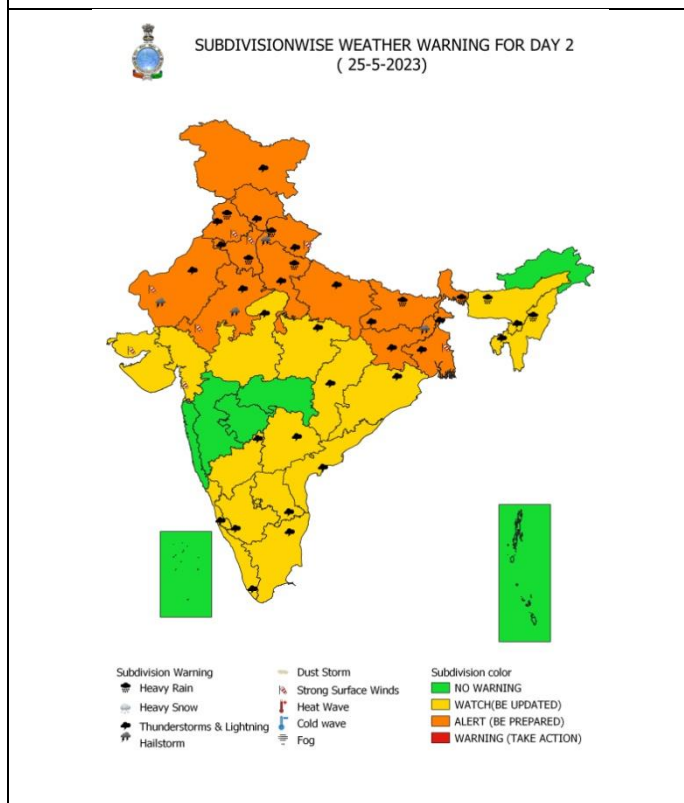 SUBDIVISIONWISE WEATHER WARNING FOR DAY 2
( 25-5-2023)
Subdivision Warning
Heavy Rain
Heavy Snow
Thunderstorms & Lightning
Hailstorm
Dust Storm
Strong Surface Winds
Heat Wave
Cold wave
Fog
Subdivision color
NO WARNING
WATCH(BE UPDATED)
ALERT (BE PREPARED)
WARNING (TAKE ACTION)